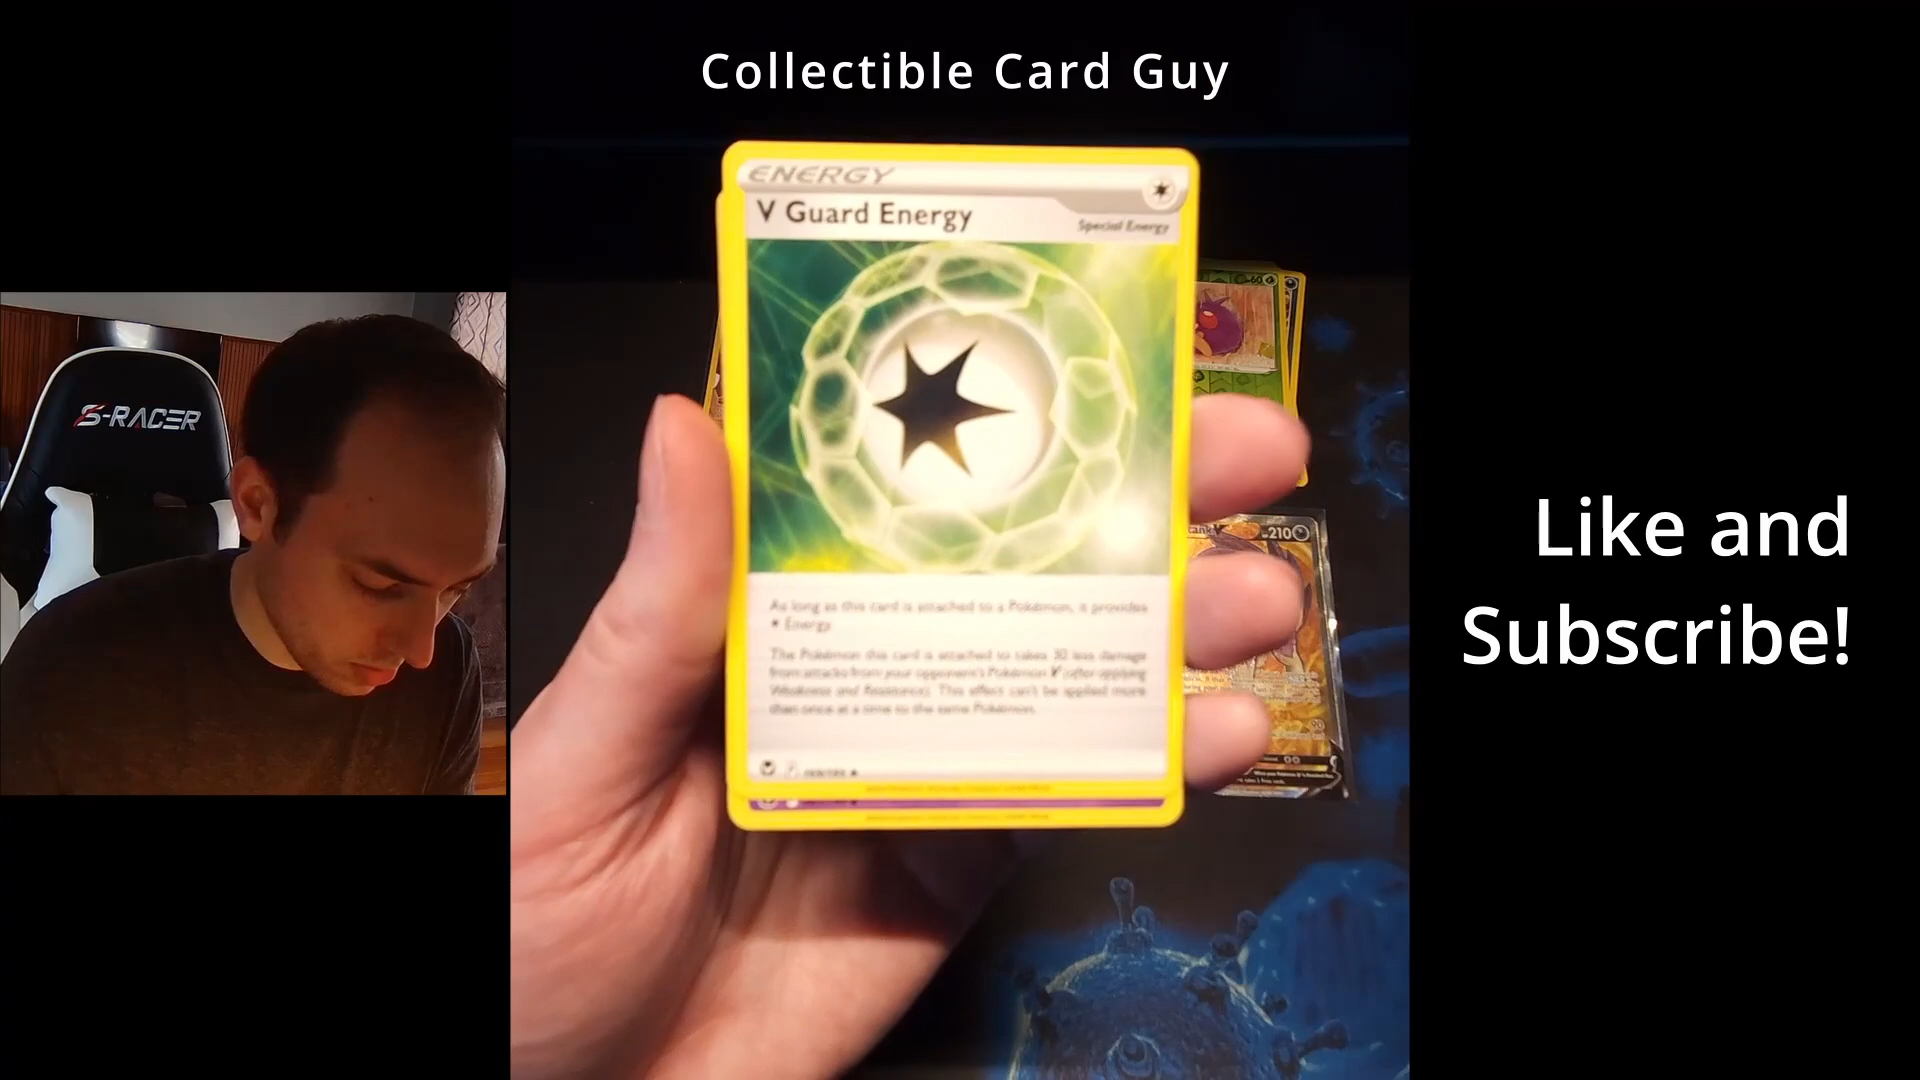 Collectible Card Guy
ENERGY
V Guard Energy
Special Energy
As long as this card is attached to a Pokémon, it provides
Energy.
The Pokémon this card is attached to takes 30 less damage
from attacks from your opponent's Pokémon V (after applying
Weakness and Resistance). This effect can't be applied more
than once at a time to the same Pokémon.
60
210
90
S-RACER
Like and
Subscribe!